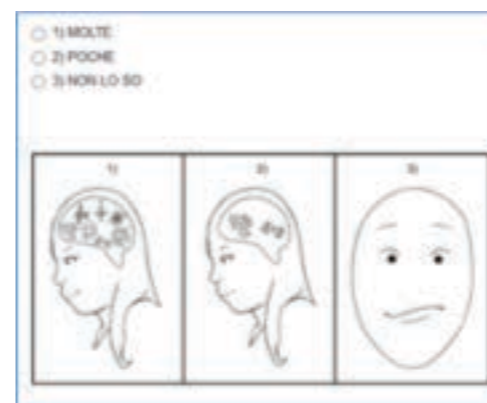 1) MOLTE
2) POCHE
3) NON LO SO
1)
2)
3)